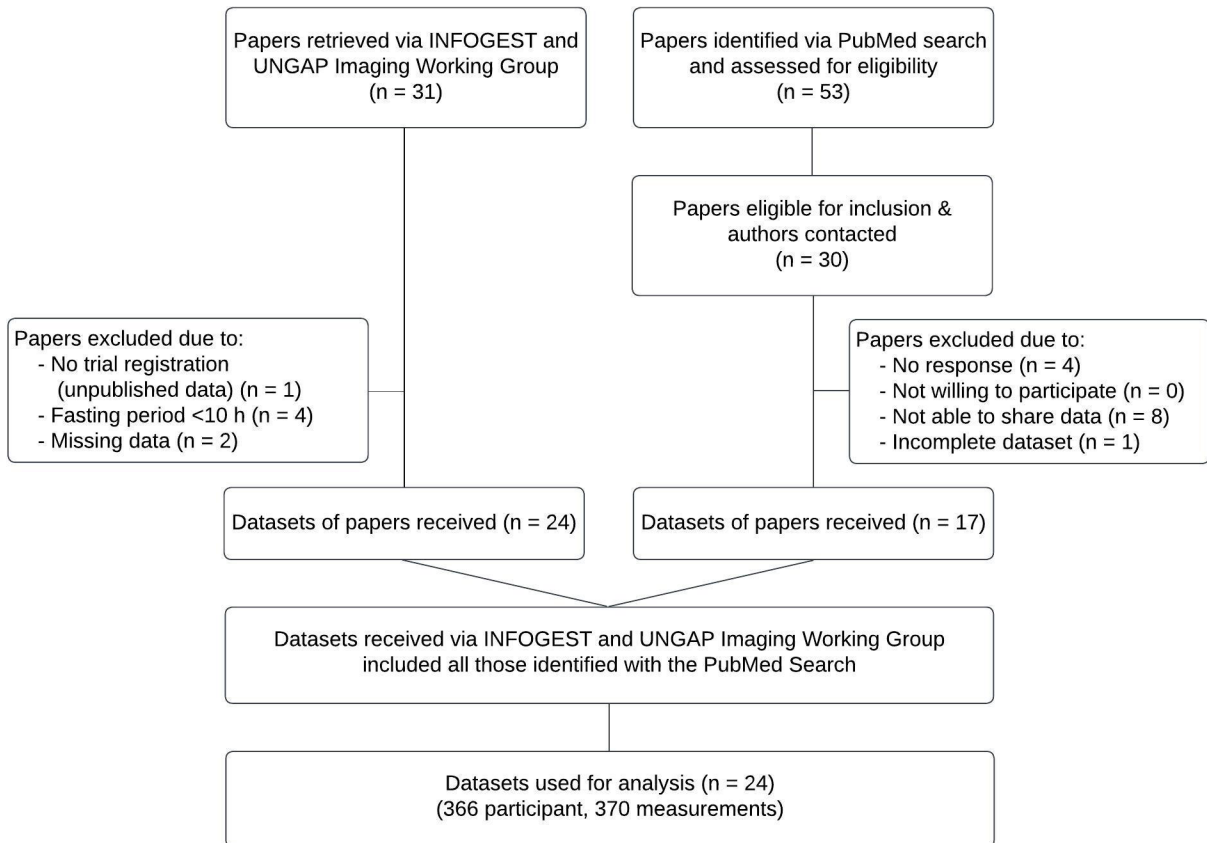 Papers retrieved via INFOGEST and
UNGAP Imaging Working Group
(n = 31)
Papers identified via PubMed search
and assessed for eligibility
(n = 53)
Papers eligible for inclusion &
authors contacted
(n = 30)
Papers excluded due to:
- No trial registration
(unpublished data) (n = 1)
- Fasting period <10 h (n = 4)
- Missing data (n = 2)
Papers excluded due to:
- No response (n = 4)
- Not willing to participate (n = 0)
- Not able to share data (n = 8)
- Incomplete dataset (n = 1)
Datasets of papers received (n = 24)
Datasets of papers received (n = 17)
Datasets received via INFOGEST and UNGAP Imaging Working Group
included all those identified with the PubMed Search
Datasets used for analysis (n = 24)
(366 participant, 370 measurements)